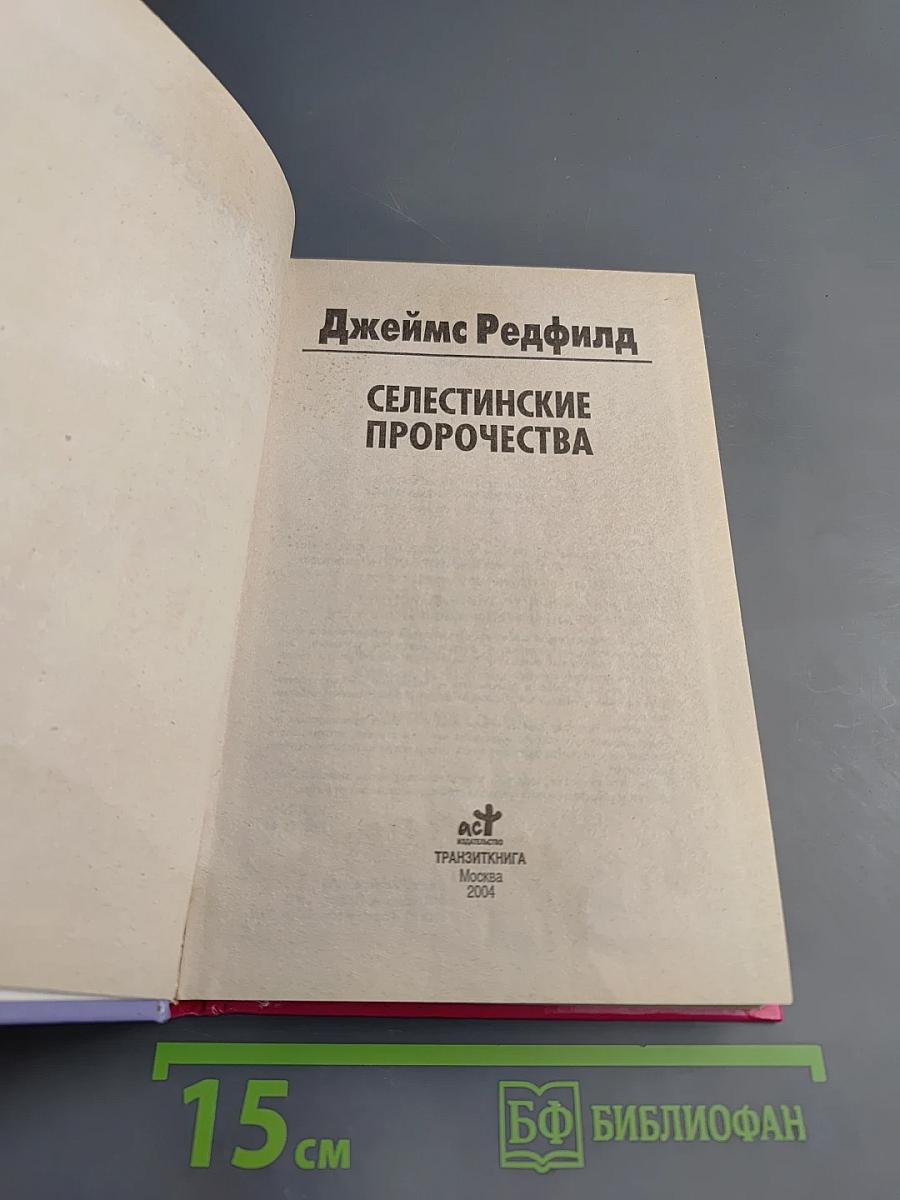 Джеймс Редфилд
СЕЛЕСТИНСКИЕ
ПРОРОЧЕСТВА
аст
ИЗДАТЕЛЬСТВО
ТРАНЗИТКНИГА
Москва
2004
15 см
БФ БИБЛИОФАН